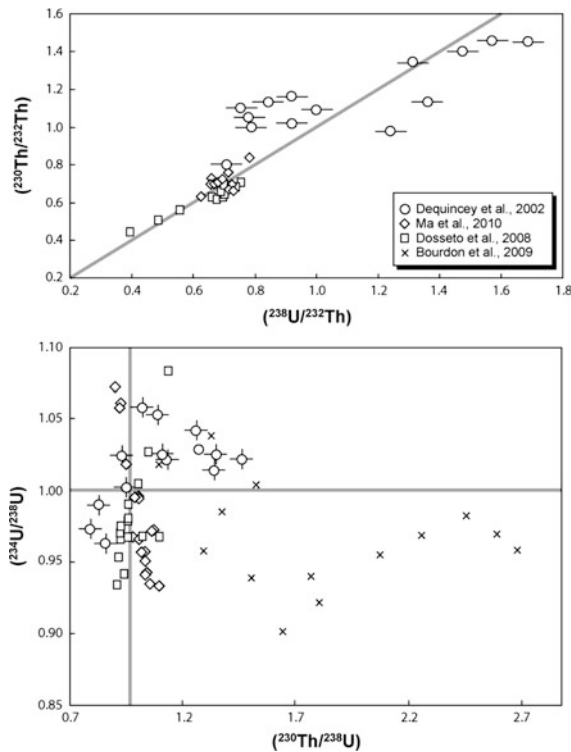 1.6
1.4
1.2
1.0
0.8
0.6
0.4
0.2
(²³⁰Th/²³²Th)
0.2 0.4 0.6 0.8 1.0 1.2 1.4 1.6 1.8
(²³⁸U/²³²Th)
Dequincey et al., 2002
Ma et al., 2010
Dosseto et al., 2008
Bourdon et al., 2009
1.10
1.05
1.00
0.95
0.90
0.85
(²³⁴U/²³⁸U)
0.7 1.2 1.7 2.2 2.7
(²³⁰Th/²³⁸U)